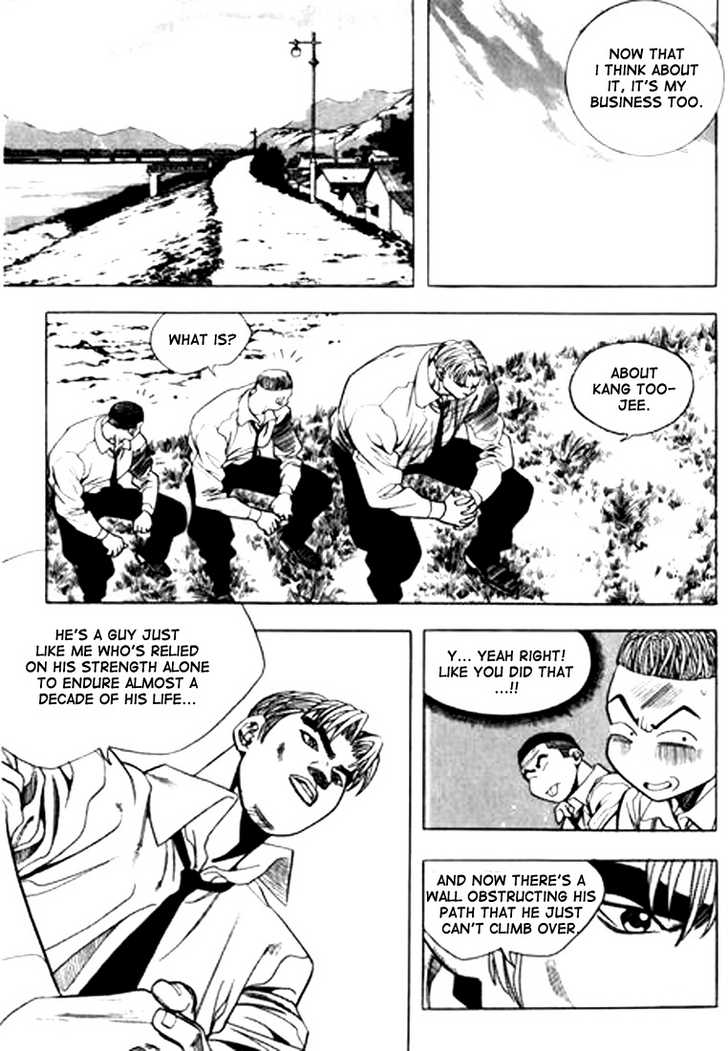 NOW THAT
I THINK ABOUT
IT, IT'S MY
BUSINESS TOO.
WHAT IS?
ABOUT
KANG TOO-
JEE.
HE'S A GUY JUST
LIKE ME WHO'S RELIED
ON HIS STRENGTH ALONE
TO ENDURE ALMOST A
DECADE OF HIS LIFE...
Y... YEAH RIGHT!
LIKE YOU DID THAT
...!!
AND NOW THERE'S A
WALL OBSTRUCTING HIS
PATH THAT HE JUST
CAN'T CLIMB OVER.